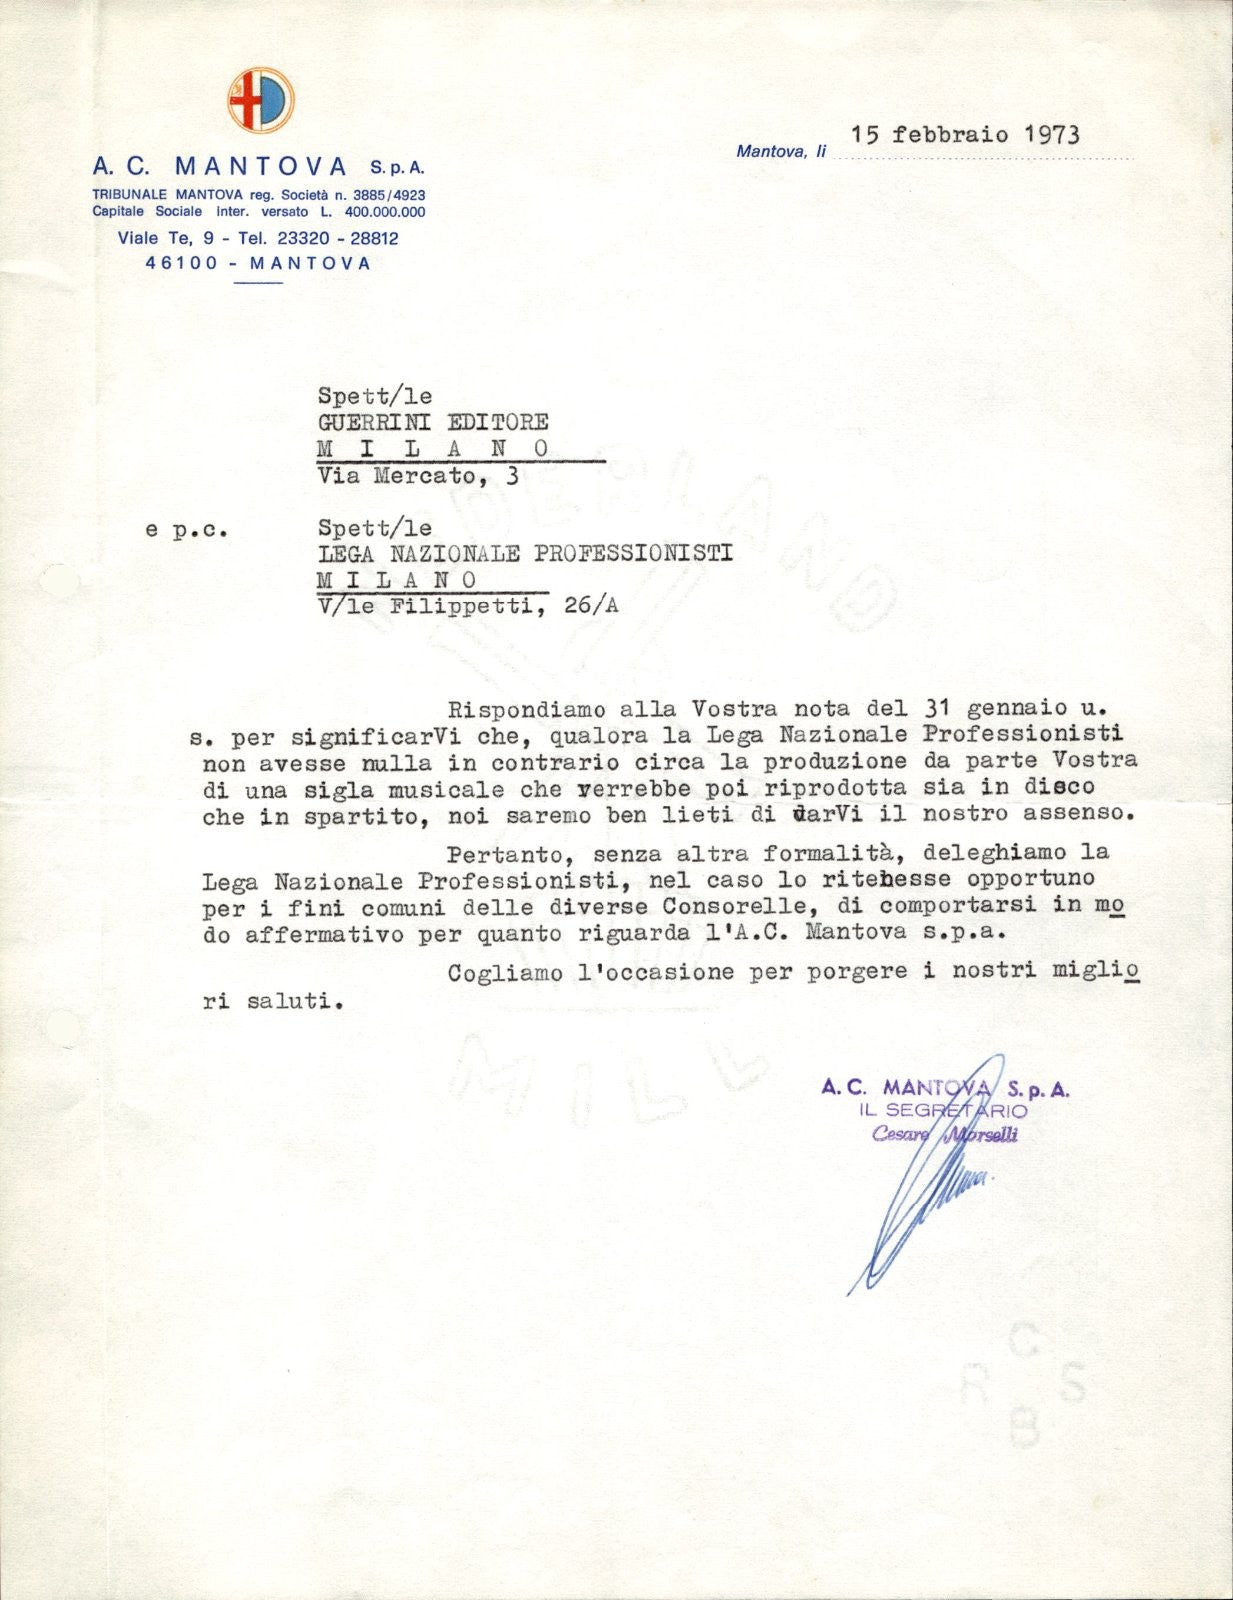 A. C. MANTOVA S.p.A.
TRIBUNALE MANTOVA reg. Società n. 3885/4923
Capitale Sociale inter. versato L. 400.000.000
Viale Te, 9 - Tel. 23320 - 28812
46100 - MANTOVA
Mantova, li 15 febbraio 1973
Spett/le
GUERRINI EDITORE
M I L A N O
Via Mercato, 3
e p.c. Spett/le
LEGA NAZIONALE PROFESSIONISTI
M I L A N O
V/le Filippetti, 26/A
Rispondiamo alla Vostra nota del 31 gennaio u.
s. per significarVi che, qualora la Lega Nazionale Professionisti
non avesse nulla in contrario circa la produzione da parte Vostra
di una sigla musicale che verrebbe poi riprodotta sia in disco
che in spartito, noi saremo ben lieti di darVi il nostro assenso.
Pertanto, senza altra formalità, deleghiamo la
Lega Nazionale Professionisti, nel caso lo ritenesse opportuno
per i fini comuni delle diverse Consorelle, di comportarsi in mo
do affermativo per quanto riguarda l'A.C. Mantova s.p.a.
Cogliamo l'occasione per porgere i nostri miglio
ri saluti.
A. C. MANTOVA S.p.A.
IL SEGRETARIO
Cesare Morselli
MILL
C
R S
B